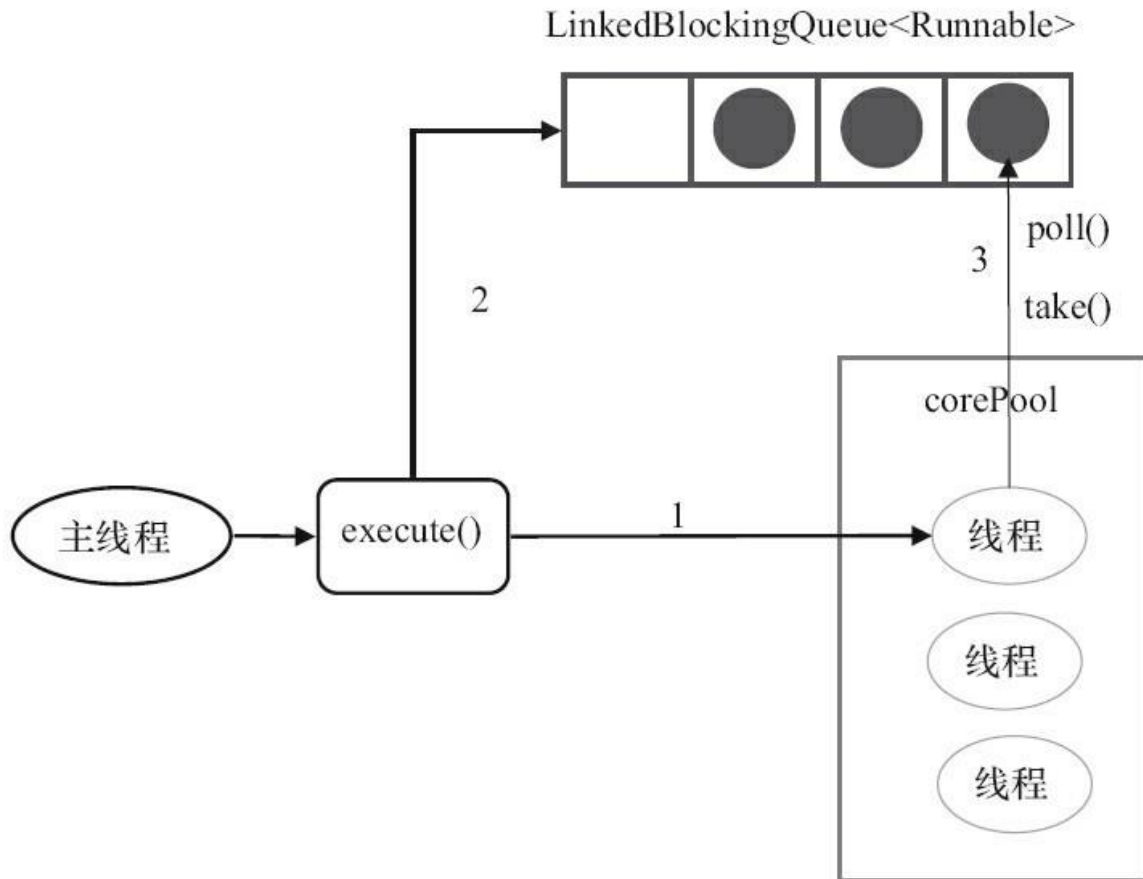 LinkedBlockingQueue<Runnable>
poll()
3
2
take()
corePool
1
主线程
execute()
线程
线程
线程